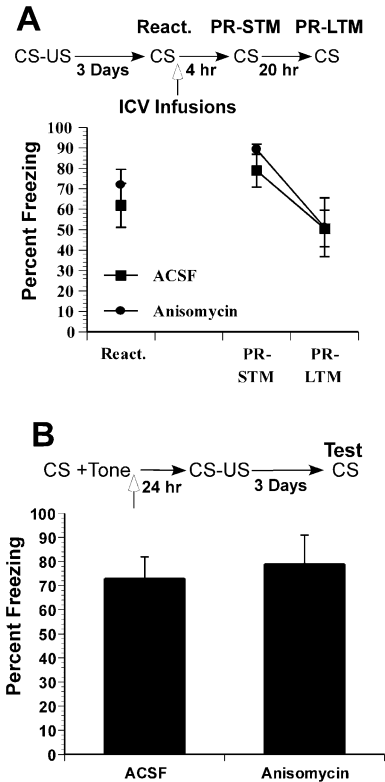 A
React. PR-STM PR-LTM
CS-US CS CS CS
3 Days 4 hr 20 hr
ICV Infusions
Percent Freezing
100
90
80
70
60
50
40
30
20
10
0
ACSF
Anisomycin
React. PR-STM PR-LTM
B
Test
CS +Tone CS-US CS
24 hr 3 Days
Percent Freezing
100
90
80
70
60
50
40
30
20
10
0
ACSF Anisomycin